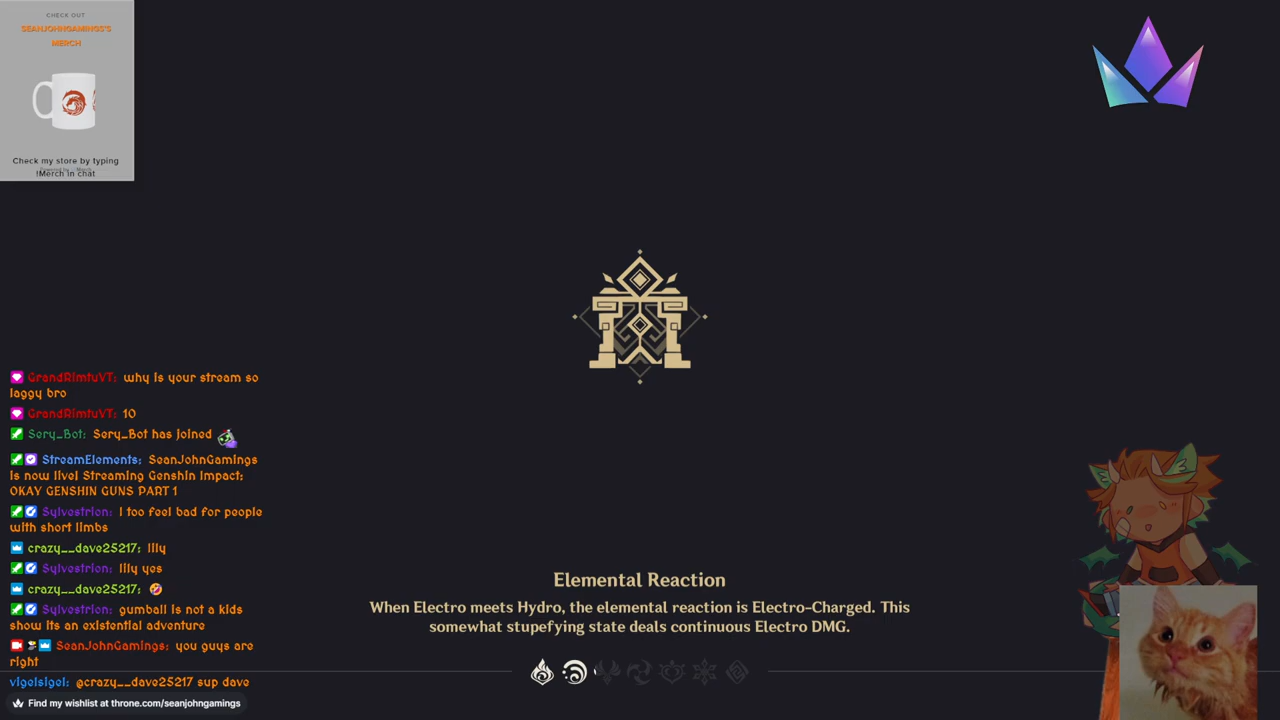 CHECK OUT
SEANJOHNGAMINGS'S
MERCH
Check my store by typing
!Merch in chat
GrandRimtuVT: why is your stream so
laggy bro
GrandRimtuVT: 10
Sery_Bot: Sery_Bot has joined
StreamElements: SeanJohnGamings
is now live! Streaming Genshin Impact:
OKAY GENSHIN GUNS PART 1
Sylvestrion: I too feel bad for people
with short limbs
crazy__dave25217: illy
Sylvestrion: illy yes
crazy__dave25217: 🤣
Sylvestrion: gumball is not a kids
show its an existential adventure
SeanJohnGamings: you guys are
right
vigelsigel: @crazy__dave25217 sup dave
Find my wishlist at throne.com/seanjohngamings
Elemental Reaction
When Electro meets Hydro, the elemental reaction is Electro-Charged. This
somewhat stupefying state deals continuous Electro DMG.